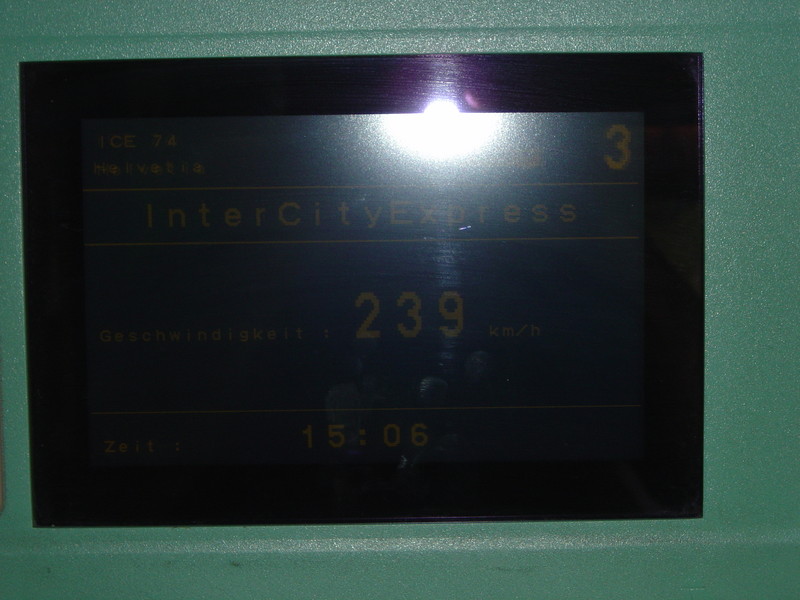 ICE 74 3
Helvetia
InterCityExpress
Geschwindigkeit : 239 km/h
Zeit : 15:06